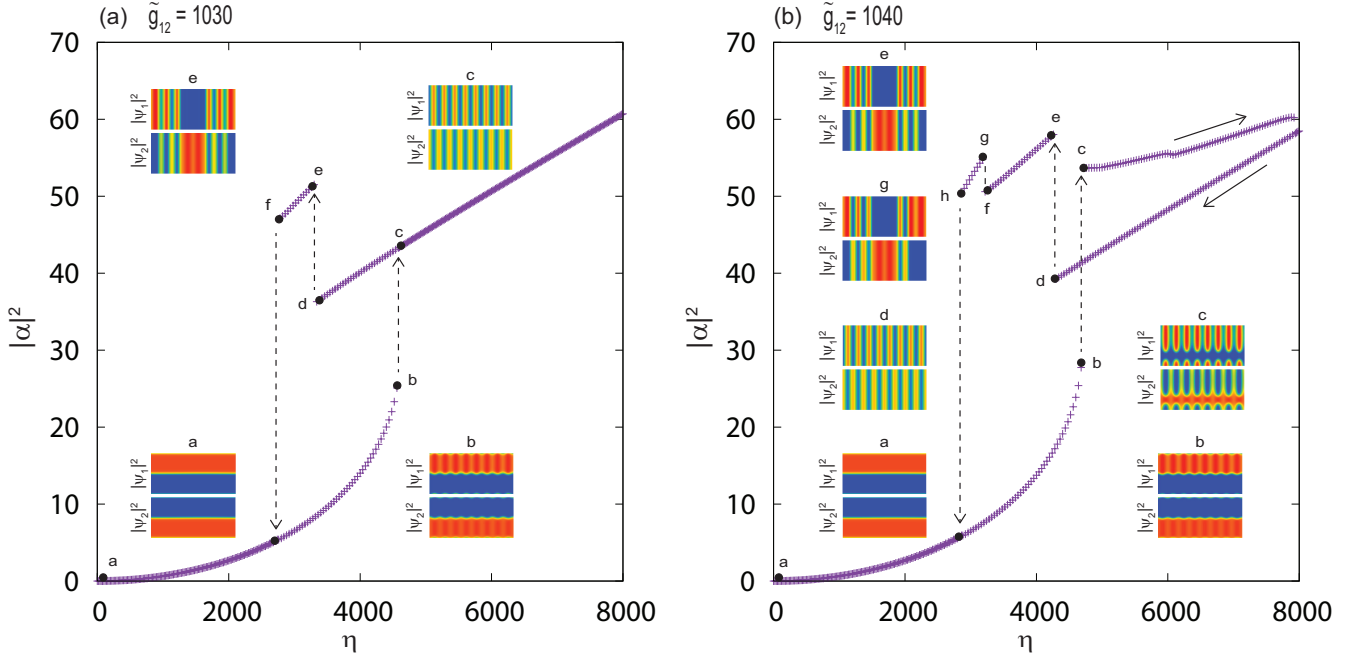 (a) g̃₁₂ = 1030
70
60
50
40
30
20
10
0
|α|²
0 2000 4000 6000 8000
η
e
|ψ₁|²
|ψ₂|²
c
|ψ₁|²
|ψ₂|²
f
e
c
d
b
a
|ψ₁|²
|ψ₂|²
b
|ψ₁|²
|ψ₂|²
a
(b) g̃₁₂ = 1040
70
60
50
40
30
20
10
0
|α|²
0 2000 4000 6000 8000
η
e
|ψ₁|²
|ψ₂|²
g
e
c
h
f
g
|ψ₁|²
|ψ₂|²
d
d
|ψ₁|²
|ψ₂|²
c
|ψ₁|²
|ψ₂|²
b
a
|ψ₁|²
|ψ₂|²
b
|ψ₁|²
|ψ₂|²
a